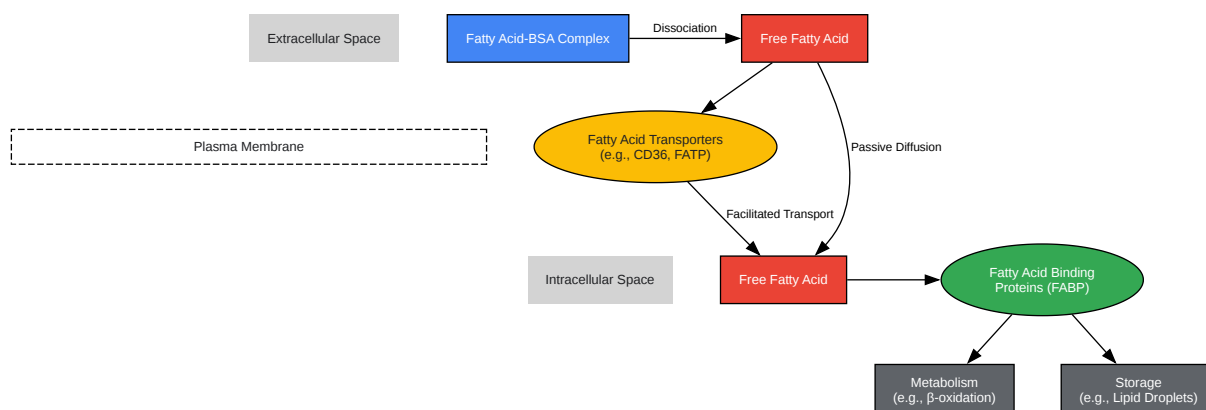 Extracellular Space
Fatty Acid-BSA Complex
Dissociation
Free Fatty Acid
Plasma Membrane
Fatty Acid Transporters
(e.g., CD36, FATP)
Passive Diffusion
Facilitated Transport
Intracellular Space
Free Fatty Acid
Fatty Acid Binding
Proteins (FABP)
Metabolism
(e.g., β-oxidation)
Storage
(e.g., Lipid Droplets)